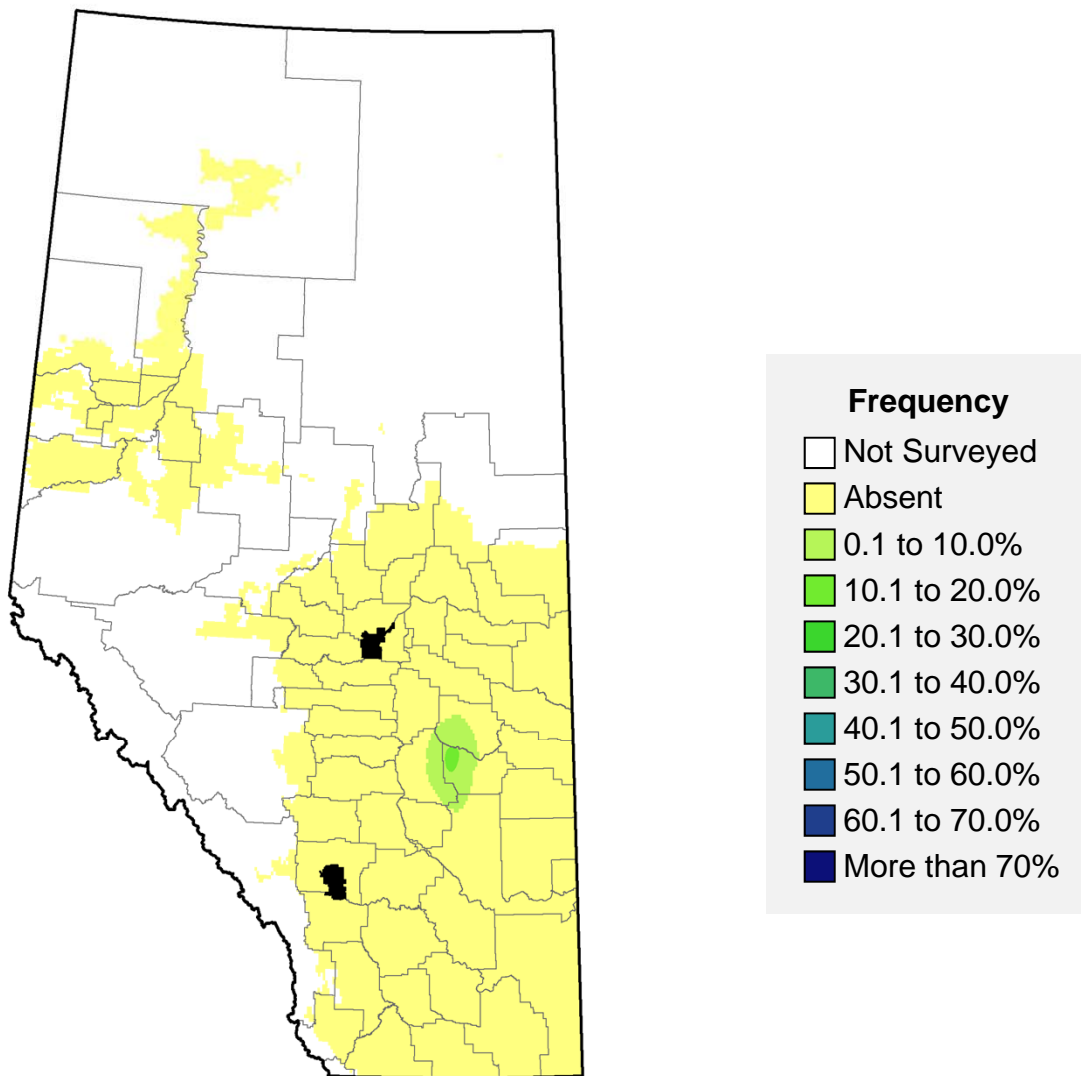 Frequency
Not Surveyed
Absent
0.1 to 10.0%
10.1 to 20.0%
20.1 to 30.0%
30.1 to 40.0%
40.1 to 50.0%
50.1 to 60.0%
60.1 to 70.0%
More than 70%